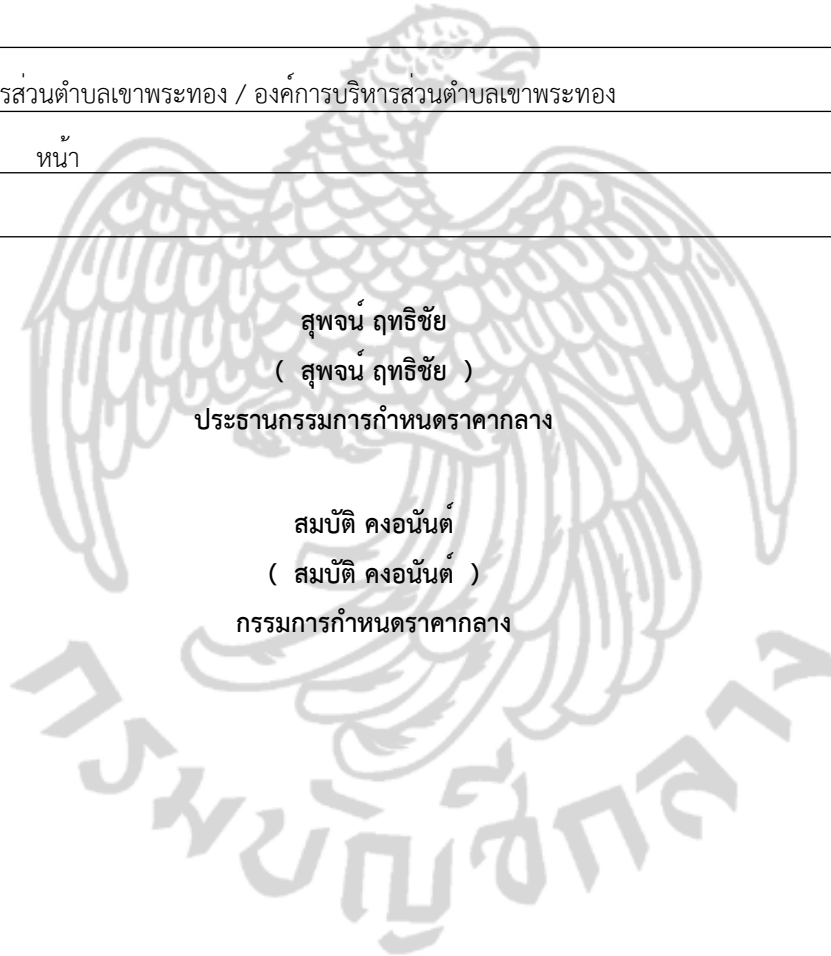 รส่วนตำบลเขาพระทอง / องค์การบริหารส่วนตำบลเขาพระทอง
หน้า
สุพจน์ ฤทธิชัย
( สุพจน์ ฤทธิชัย )
ประธานกรรมการกำหนดราคากลาง
สมบัติ คงอนันต์
( สมบัติ คงอนันต์ )
กรรมการกำหนดราคากลาง
กรมบัญชีกลาง